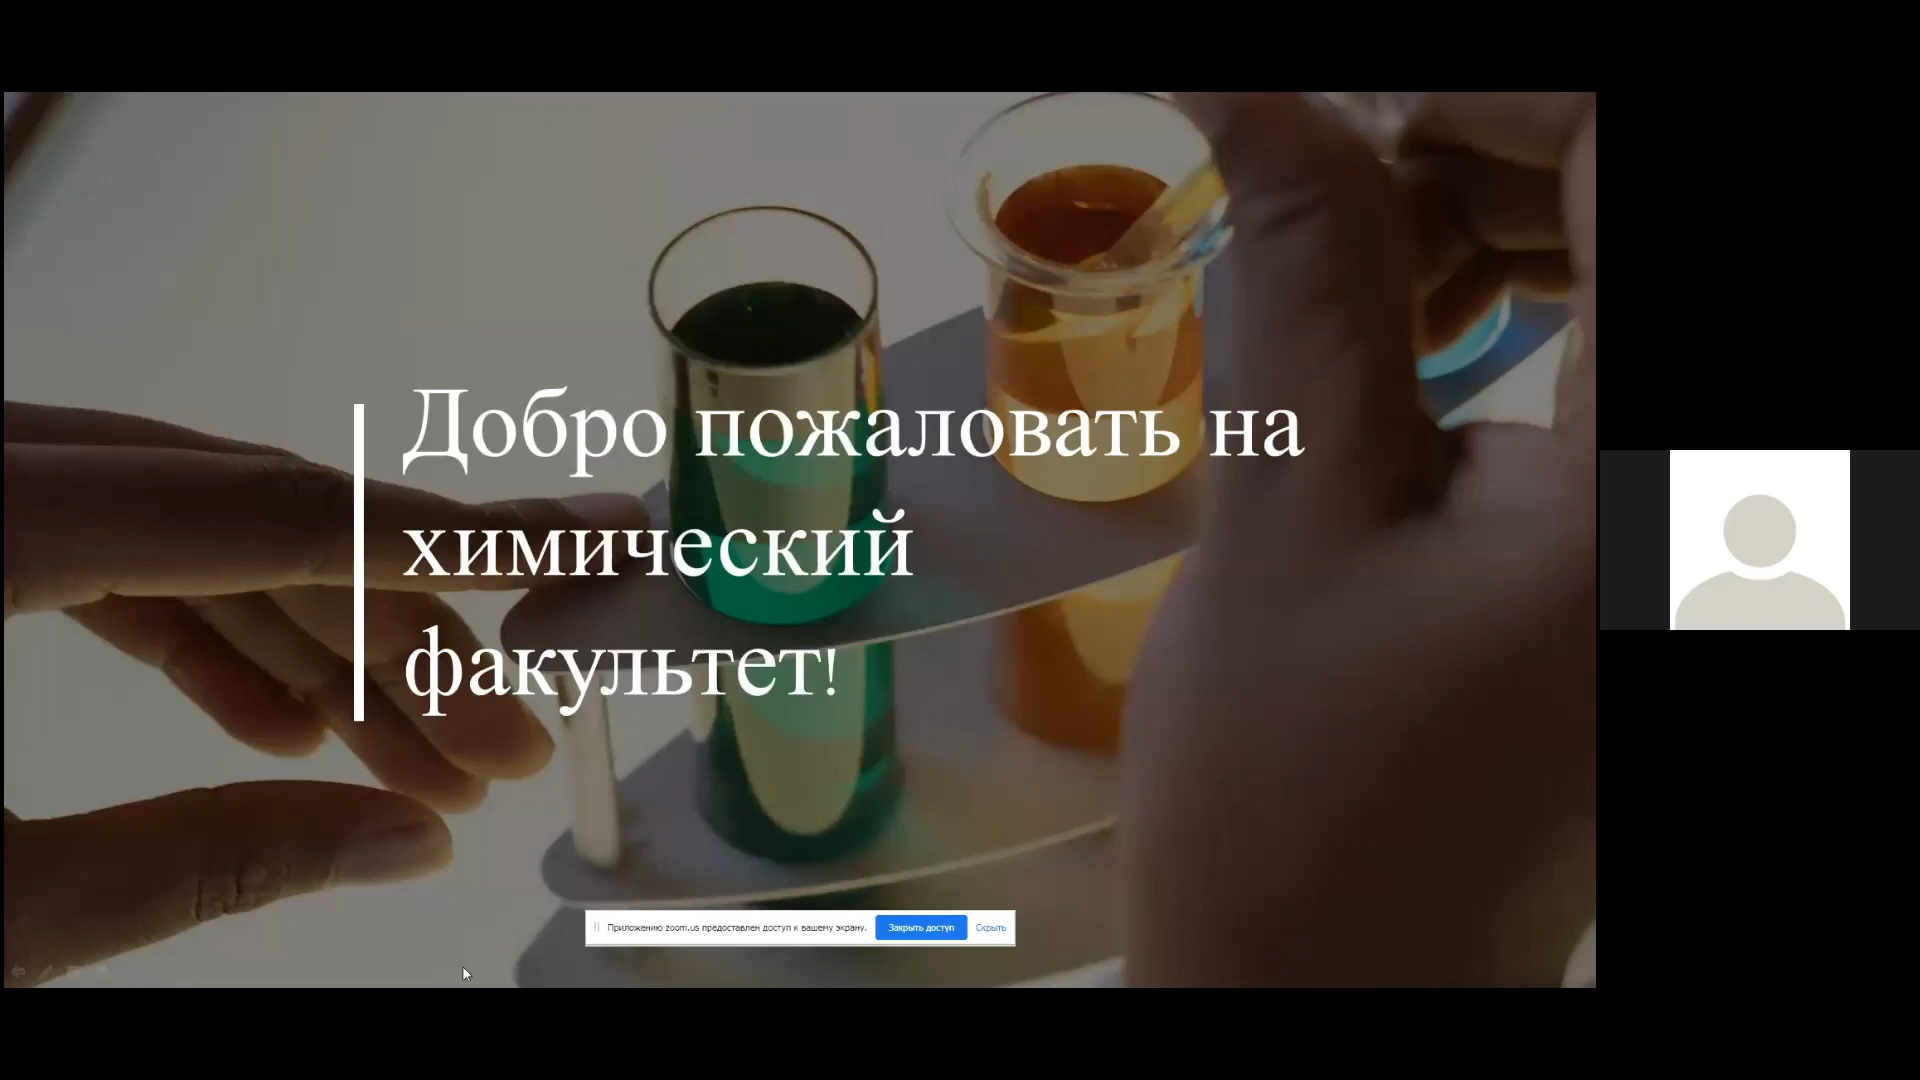 Добро пожаловать на
химический
факультет!
Приложению zoom.us предоставлен доступ к вашему экрану. Закрыть доступ Скрыть